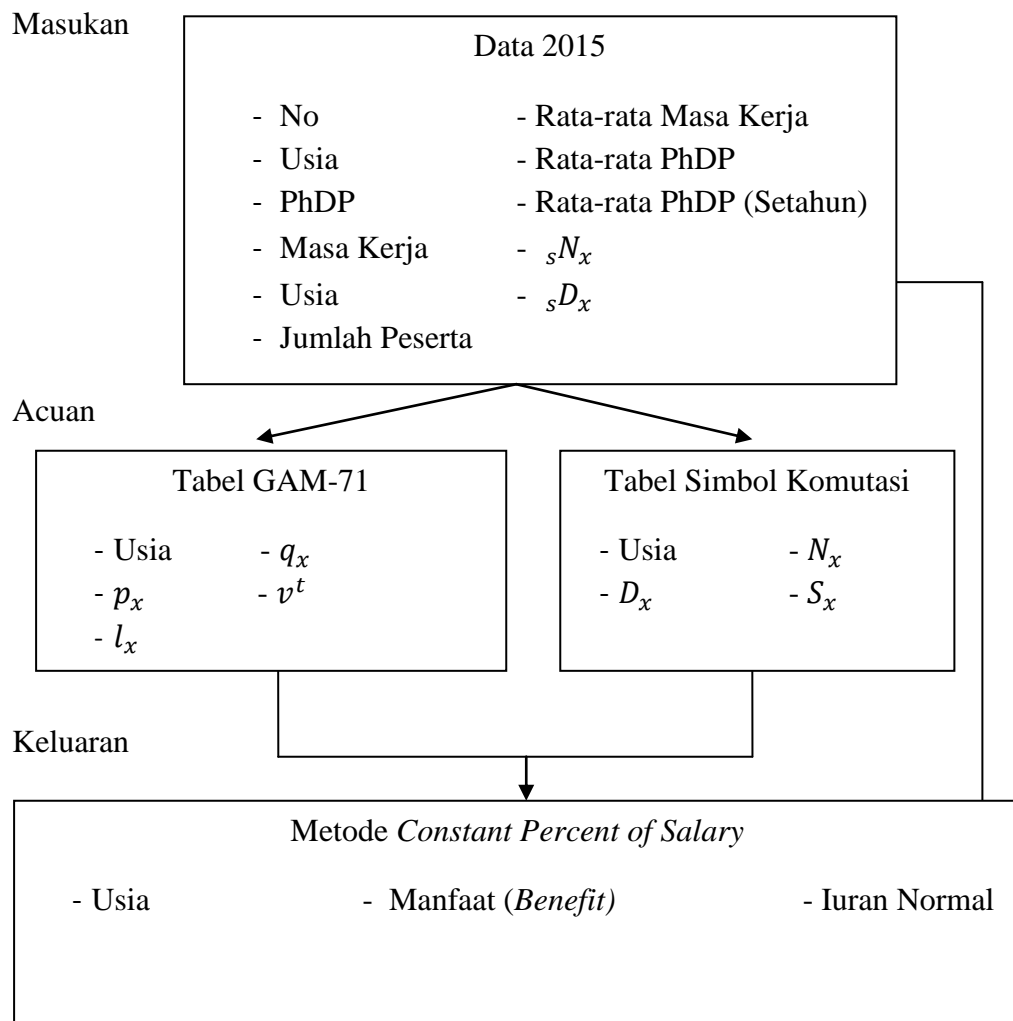 Masukan
Data 2015
- No - Rata-rata Masa Kerja
- Usia - Rata-rata PhDP
- PhDP - Rata-rata PhDP (Setahun)
- Masa Kerja - ₛNₓ
- Usia - ₛDₓ
- Jumlah Peserta
Acuan
Tabel GAM-71
- Usia - qₓ
- pₓ - vᵗ
- lₓ
Tabel Simbol Komutasi
- Usia - Nₓ
- Dₓ - Sₓ
Keluaran
Metode Constant Percent of Salary
- Usia - Manfaat (Benefit) - Iuran Normal